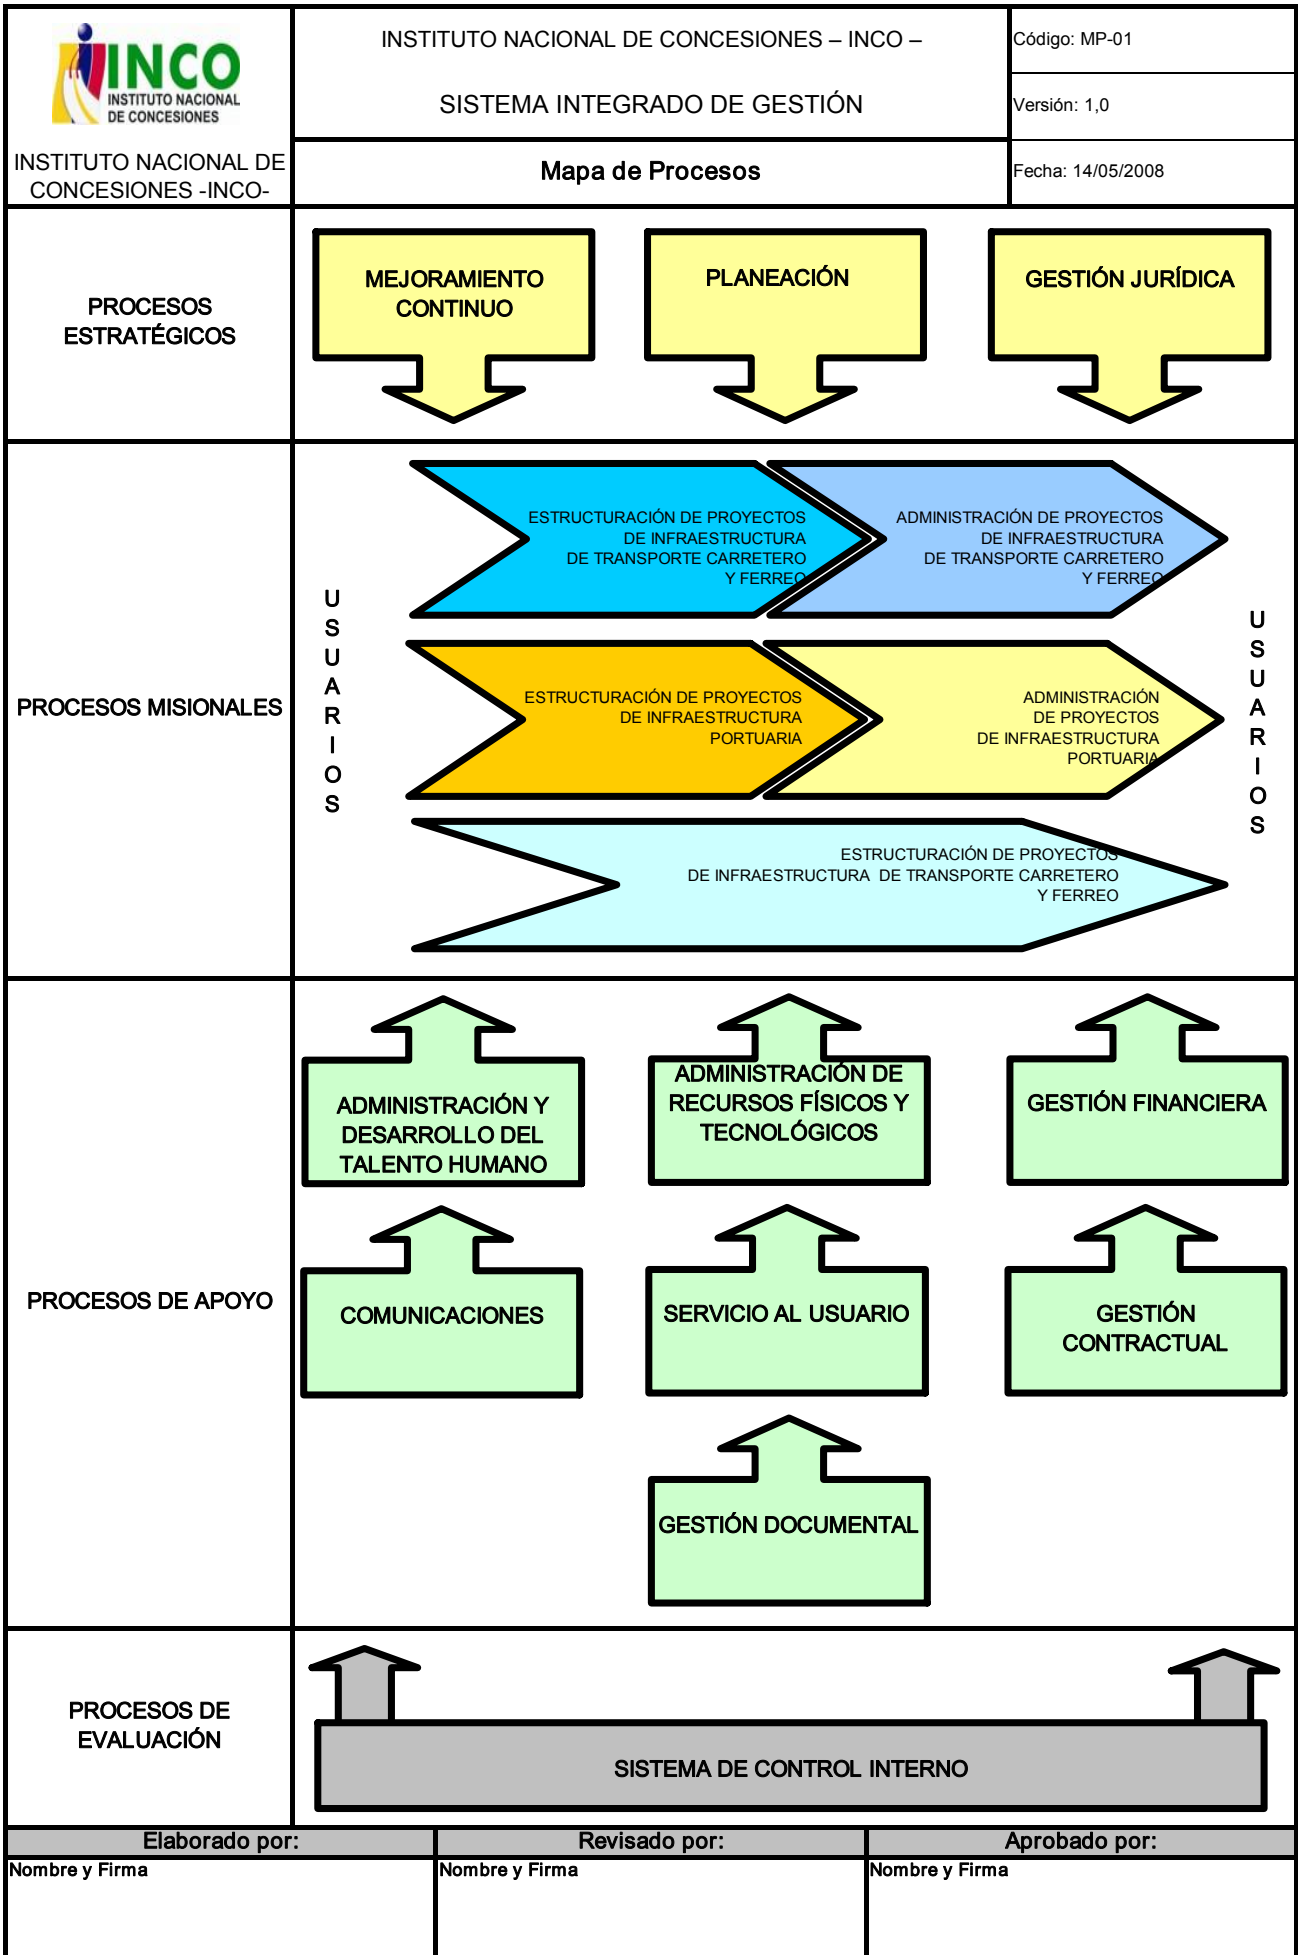 INCO
INSTITUTO NACIONAL
DE CONCESIONES
INSTITUTO NACIONAL DE
CONCESIONES -INCO-
INSTITUTO NACIONAL DE CONCESIONES – INCO –
SISTEMA INTEGRADO DE GESTIÓN
Mapa de Procesos
Código: MP-01
Versión: 1,0
Fecha: 14/05/2008
PROCESOS
ESTRATÉGICOS
MEJORAMIENTO
CONTINUO
PLANEACIÓN
GESTIÓN JURÍDICA
PROCESOS MISIONALES
U
S
U
A
R
I
O
S
ESTRUCTURACIÓN DE PROYECTOS
DE INFRAESTRUCTURA
DE TRANSPORTE CARRETERO
Y FERREO
ADMINISTRACIÓN DE PROYECTOS
DE INFRAESTRUCTURA
DE TRANSPORTE CARRETERO
Y FERREO
ESTRUCTURACIÓN DE PROYECTOS
DE INFRAESTRUCTURA
PORTUARIA
ADMINISTRACIÓN
DE PROYECTOS
DE INFRAESTRUCTURA
PORTUARIA
ESTRUCTURACIÓN DE PROYECTOS
DE INFRAESTRUCTURA  DE TRANSPORTE CARRETERO
Y FERREO
U
S
U
A
R
I
O
S
PROCESOS DE APOYO
ADMINISTRACIÓN Y
DESARROLLO DEL
TALENTO HUMANO
ADMINISTRACIÓN DE
RECURSOS FÍSICOS Y
TECNOLÓGICOS
GESTIÓN FINANCIERA
COMUNICACIONES
SERVICIO AL USUARIO
GESTIÓN
CONTRACTUAL
GESTIÓN DOCUMENTAL
PROCESOS DE
EVALUACIÓN
SISTEMA DE CONTROL INTERNO
Elaborado por:
Revisado por:
Aprobado por:
Nombre y Firma
Nombre y Firma
Nombre y Firma